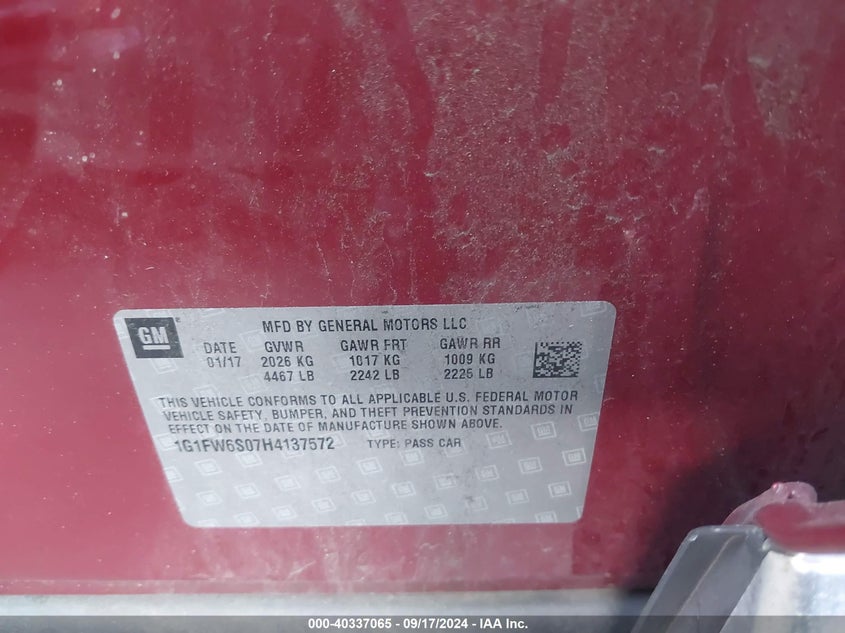 GM
MFD BY GENERAL MOTORS LLC
DATE GVWR GAWR FRT GAWR RR
01/17 2026 KG 1017 KG 1009 KG
4467 LB 2242 LB 2225 LB
THIS VEHICLE CONFORMS TO ALL APPLICABLE U.S. FEDERAL MOTOR
VEHICLE SAFETY, BUMPER, AND THEFT PREVENTION STANDARDS IN
EFFECT ON THE DATE OF MANUFACTURE SHOWN ABOVE.
1G1FW6S07H4137572 TYPE: PASS CAR
000-40337065 - 09/17/2024 - IAA Inc.